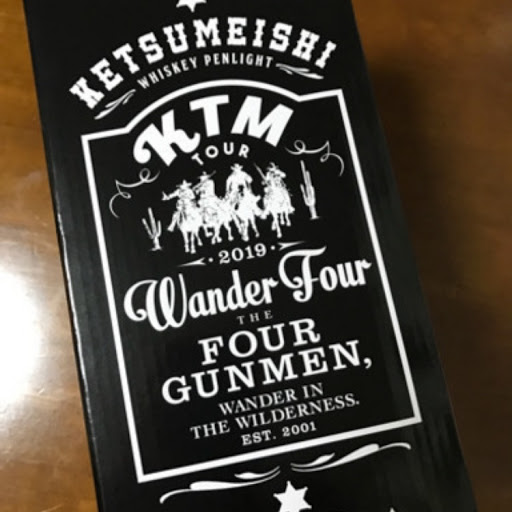 KETSUMEISHI
WHISKEY PENLIGHT
KTM
TOUR
2019
Wander Four
THE
FOUR
GUNMEN,
WANDER IN
THE WILDERNESS.
EST. 2001